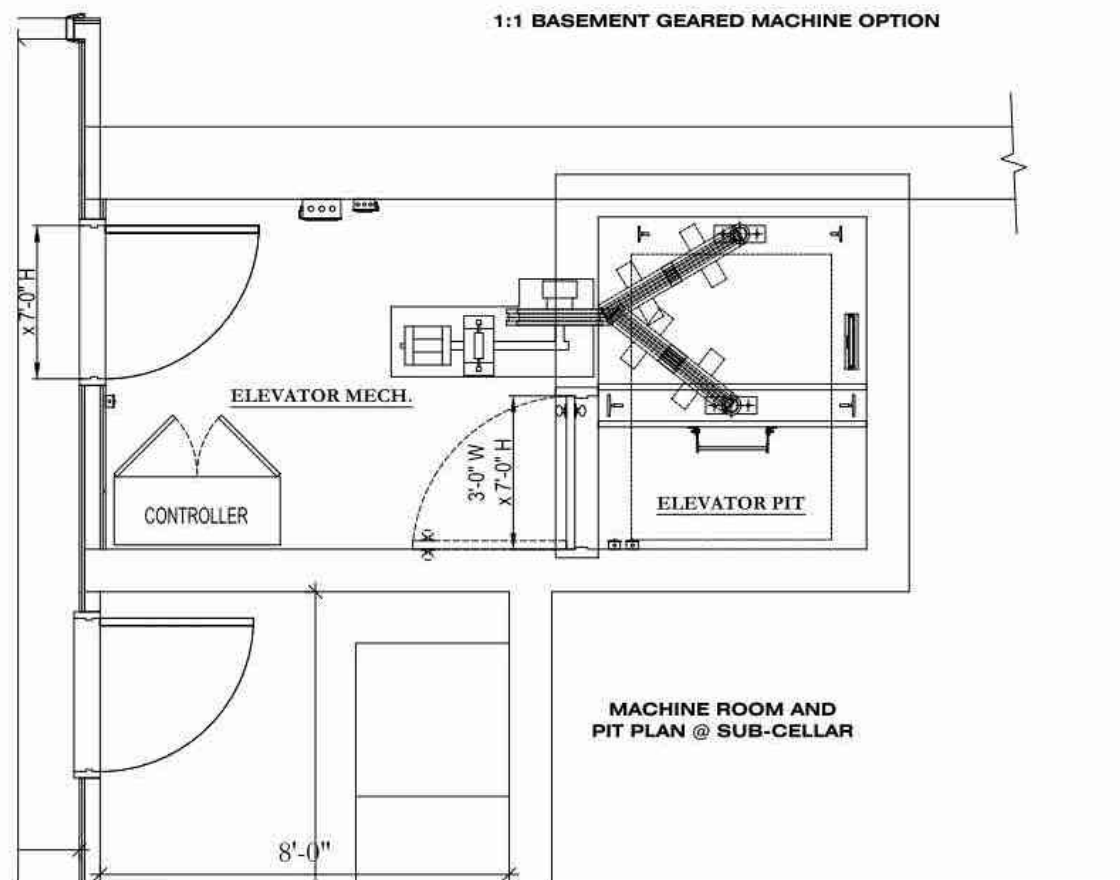 1:1 BASEMENT GEARED MACHINE OPTION
x 7'-0" H
ELEVATOR MECH.
3'-0" W
x 7'-0" H
CONTROLLER
ELEVATOR PIT
MACHINE ROOM AND
PIT PLAN @ SUB-CELLAR
8'-0"